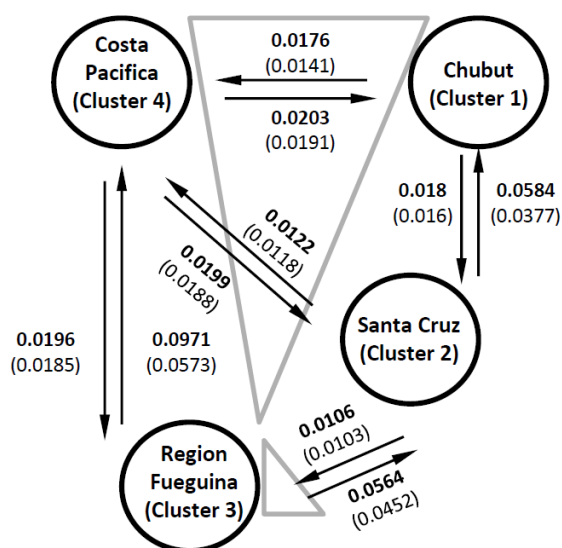 Costa
Pacifica
(Cluster 4)
0.0176
(0.0141)
0.0203
(0.0191)
Chubut
(Cluster 1)
0.018
(0.016)
0.0584
(0.0377)
0.0122
(0.0118)
0.0199
(0.0188)
Santa Cruz
(Cluster 2)
0.0196
(0.0185)
0.0971
(0.0573)
Region
Fueguina
(Cluster 3)
0.0106
(0.0103)
0.0564
(0.0452)